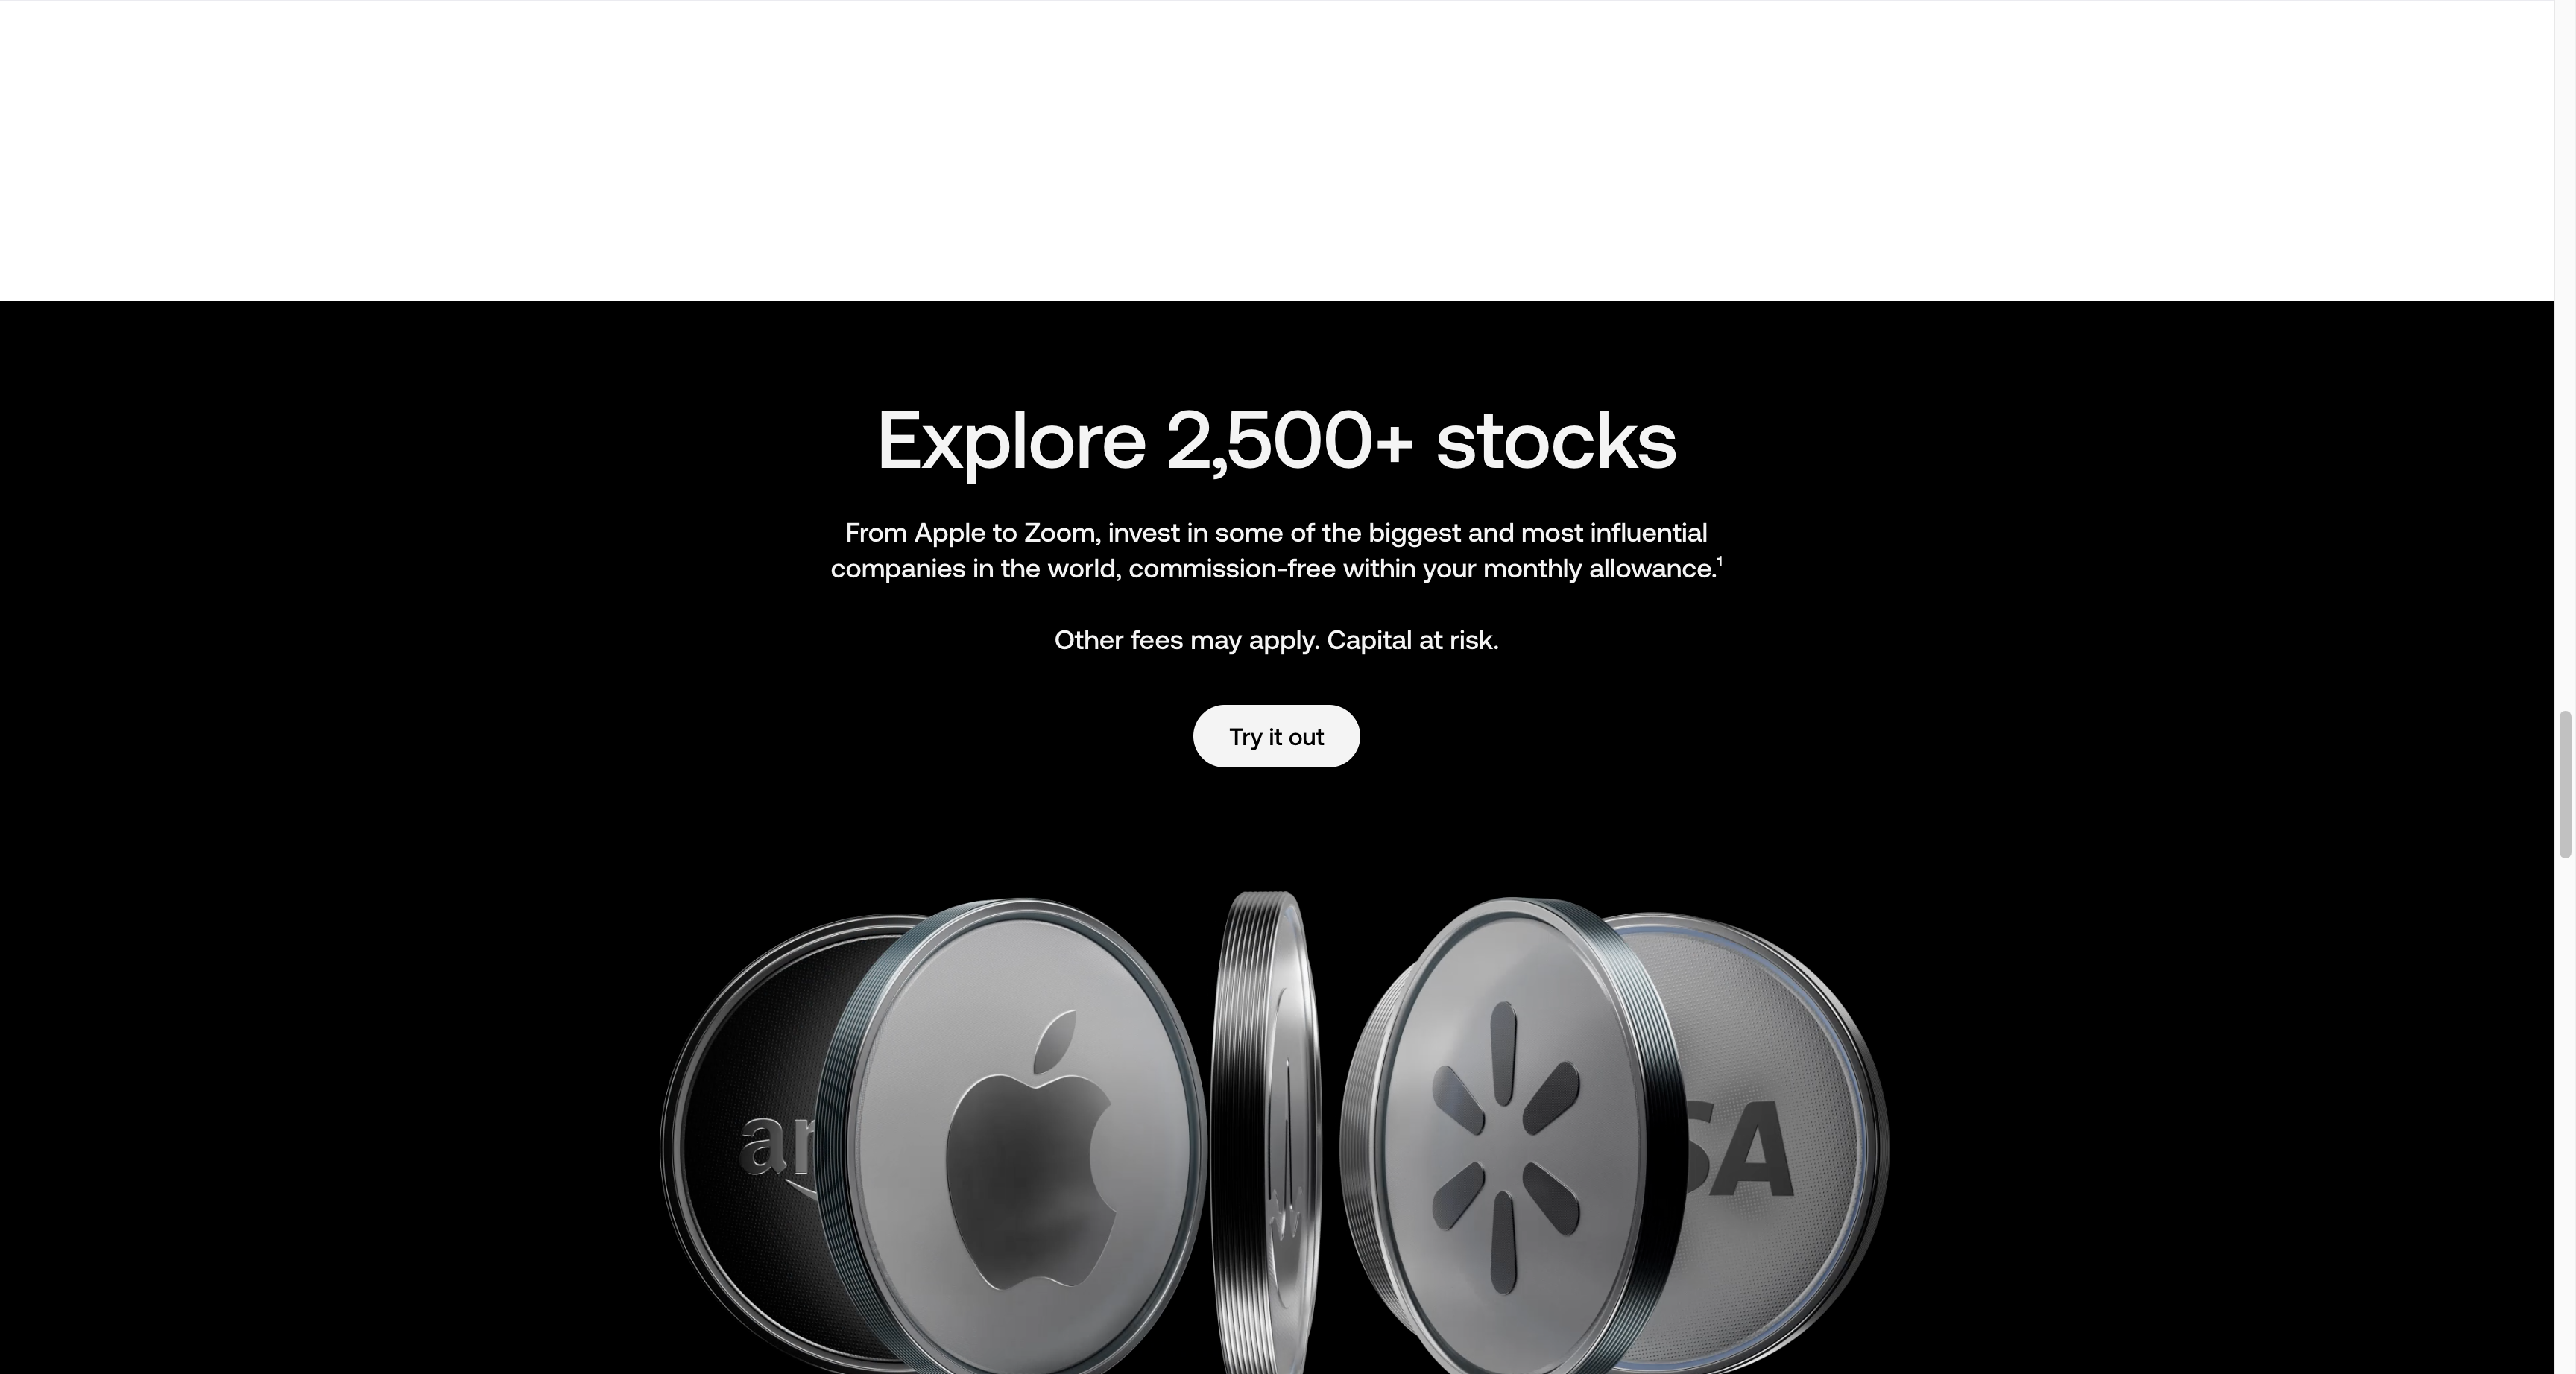 Explore 2,500+ stocks
From Apple to Zoom, invest in some of the biggest and most influential
companies in the world, commission-free within your monthly allowance.¹
Other fees may apply. Capital at risk.
Try it out